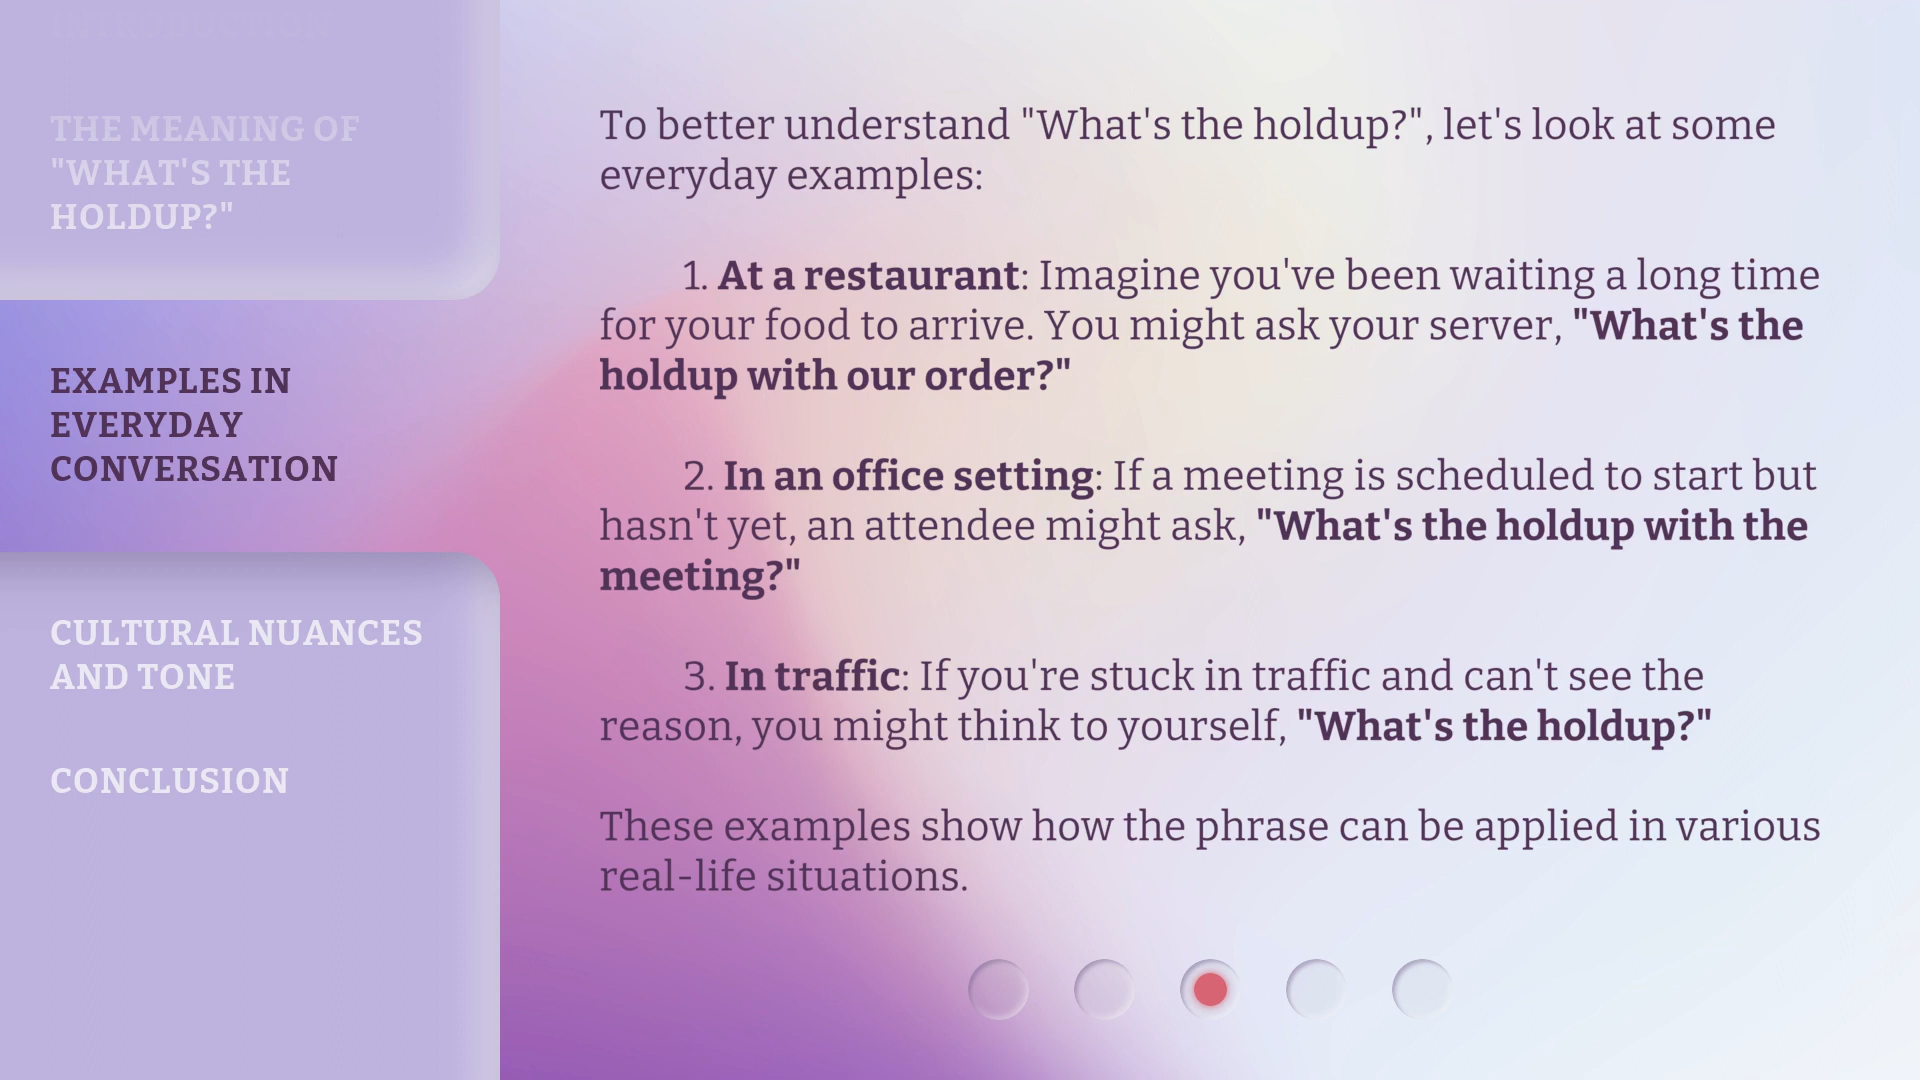 INTRODUCTION
THE MEANING OF
"WHAT'S THE
HOLDUP?"
EXAMPLES IN
EVERYDAY
CONVERSATION
CULTURAL NUANCES
AND TONE
CONCLUSION
To better understand "What's the holdup?", let's look at some
everyday examples:
1. At a restaurant: Imagine you've been waiting a long time
for your food to arrive. You might ask your server, "What's the
holdup with our order?"
2. In an office setting: If a meeting is scheduled to start but
hasn't yet, an attendee might ask, "What's the holdup with the
meeting?"
3. In traffic: If you're stuck in traffic and can't see the
reason, you might think to yourself, "What's the holdup?"
These examples show how the phrase can be applied in various
real-life situations.